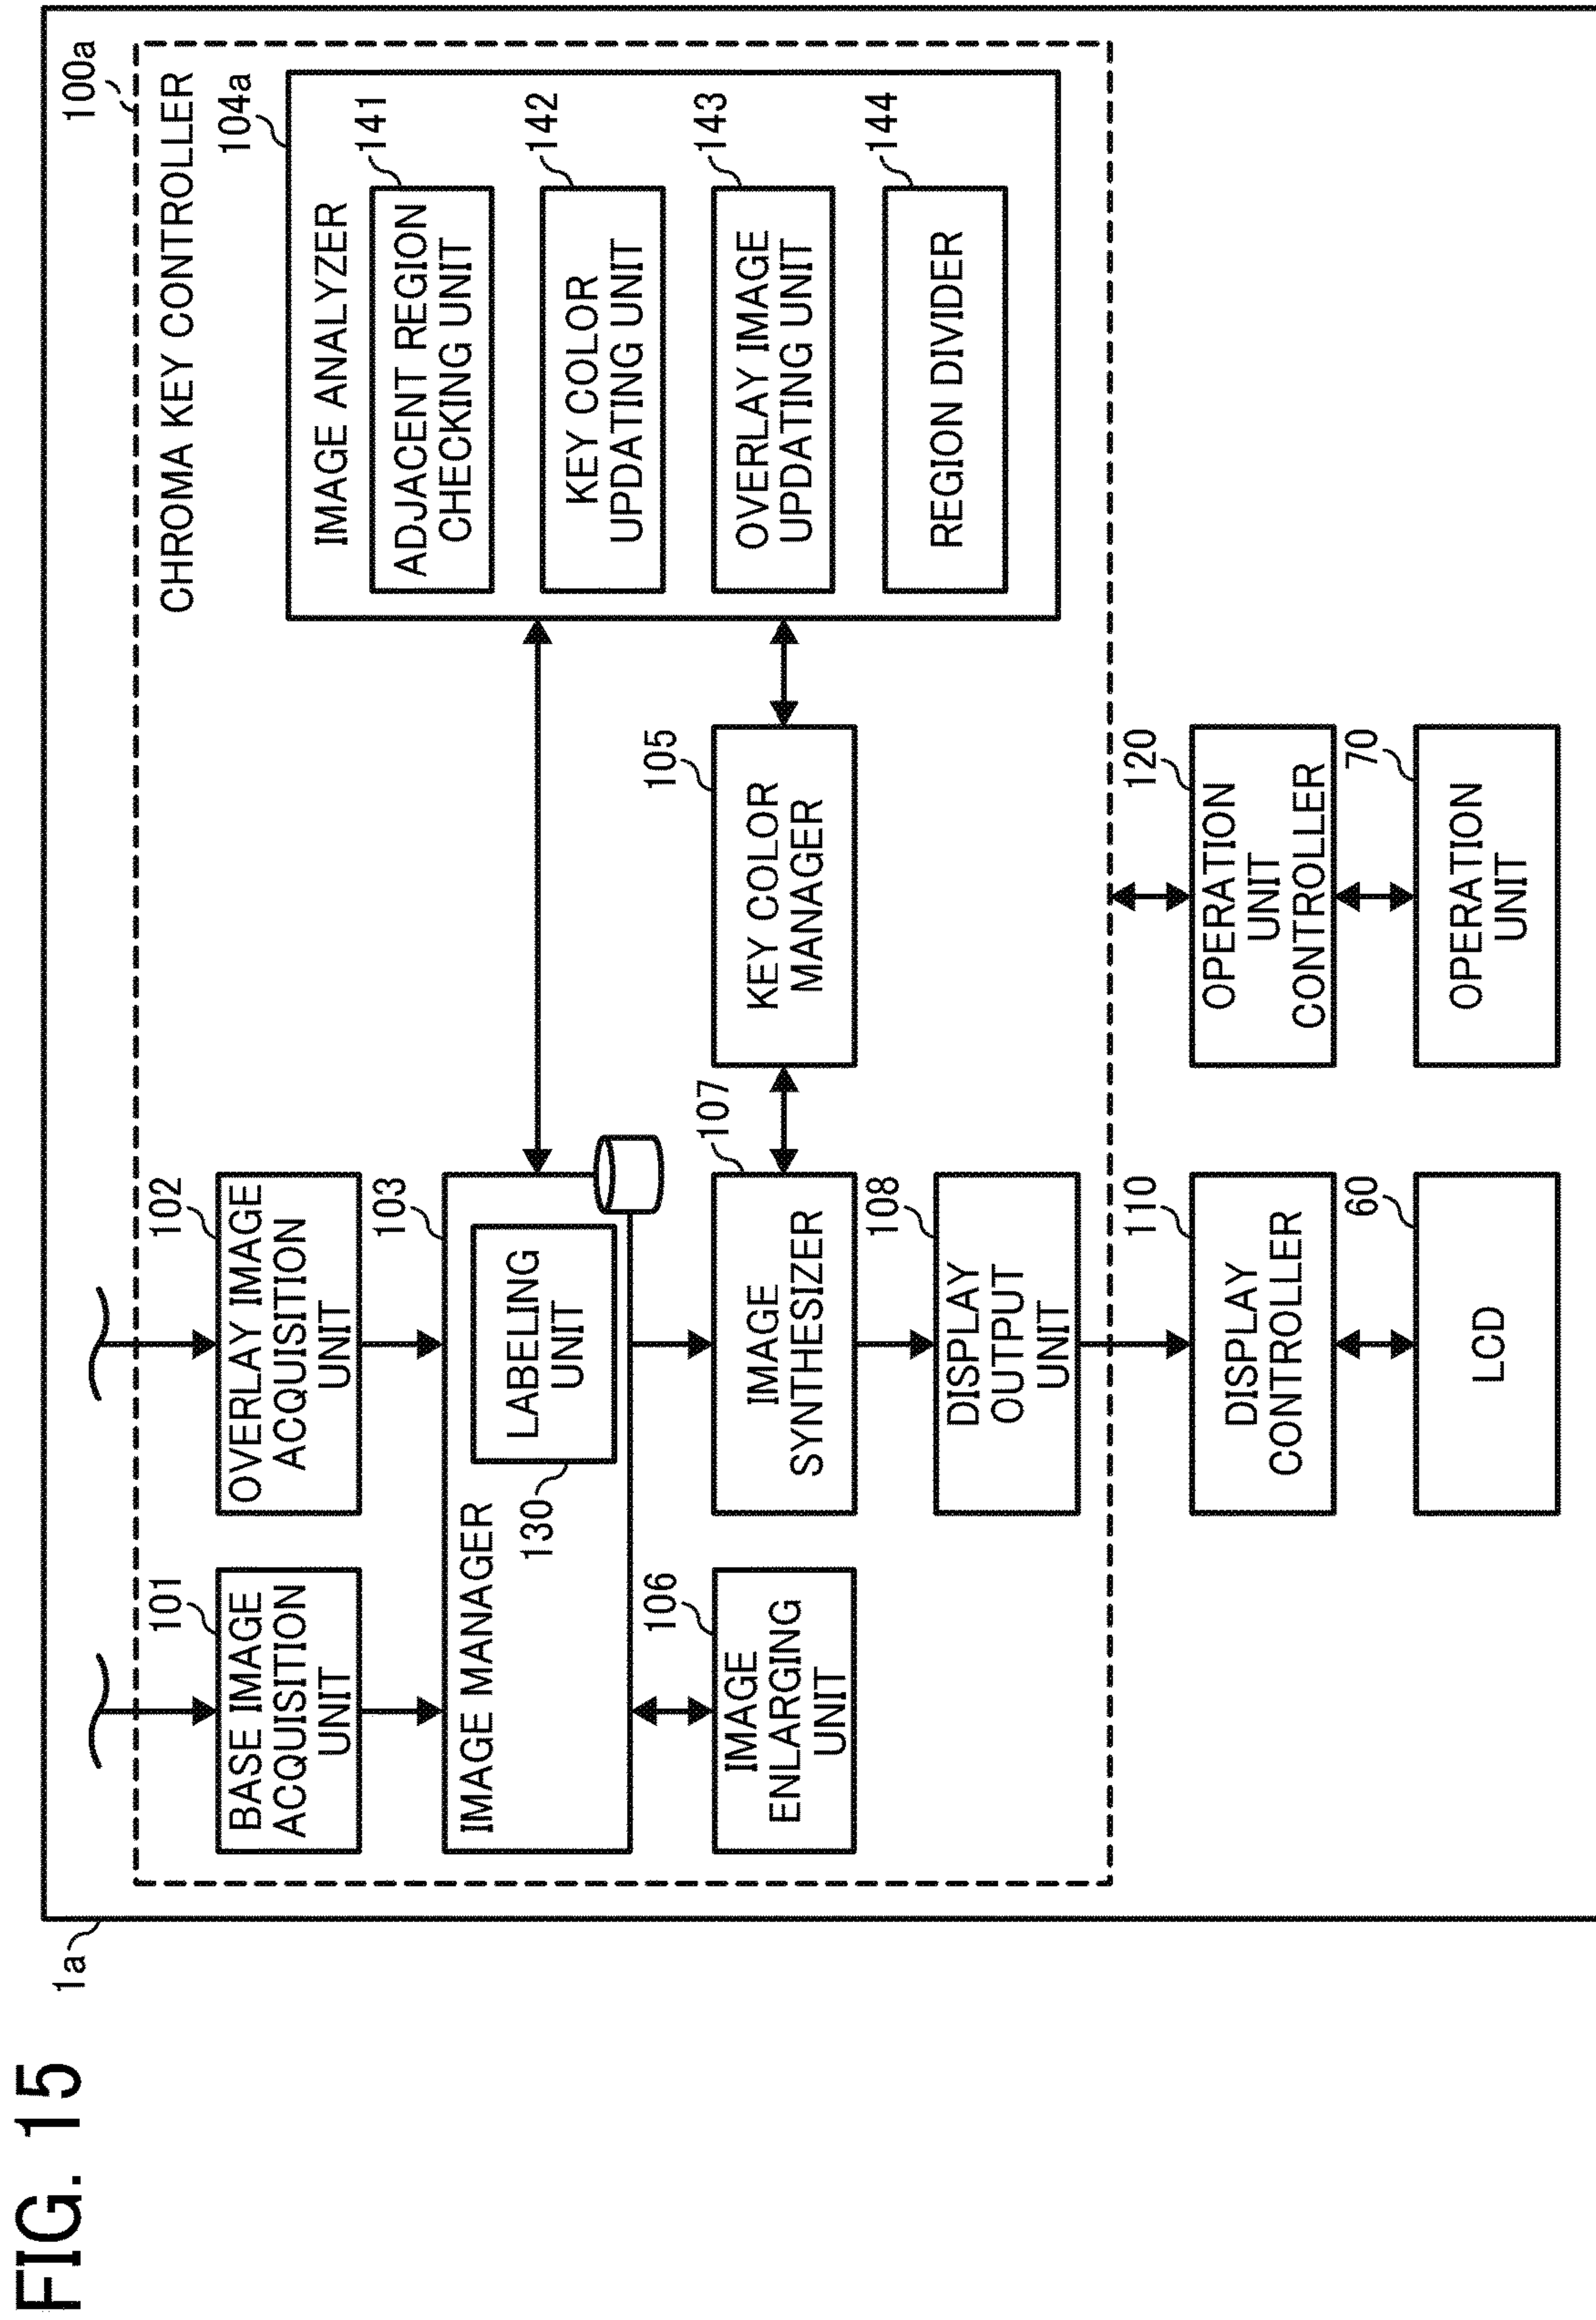 FIG. 15
1a
100a
CHROMA KEY CONTROLLER
101
BASE IMAGE
ACQUISITION
UNIT
102
OVERLAY IMAGE
ACQUISITION
UNIT
103
IMAGE MANAGER
130
LABELING
UNIT
104a
IMAGE ANALYZER
141
ADJACENT REGION
CHECKING UNIT
142
KEY COLOR
UPDATING UNIT
143
OVERLAY IMAGE
UPDATING UNIT
144
REGION DIVIDER
106
IMAGE
ENLARGING
UNIT
107
IMAGE
SYNTHESIZER
105
KEY COLOR
MANAGER
108
DISPLAY
OUTPUT
UNIT
110
DISPLAY
CONTROLLER
120
OPERATION
UNIT
CONTROLLER
60
LCD
70
OPERATION
UNIT